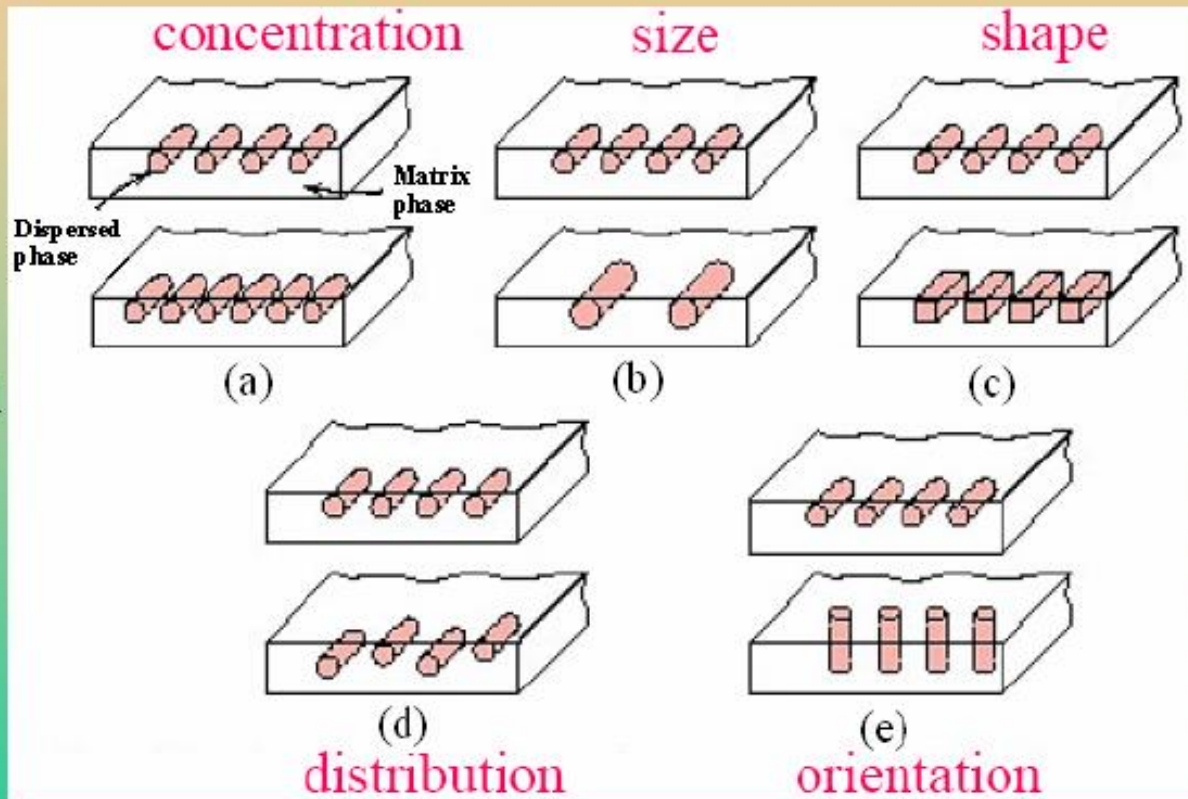 concentration
size
shape
Matrix
phase
Dispersed
phase
(a)
(b)
(c)
(d)
(e)
distribution
orientation